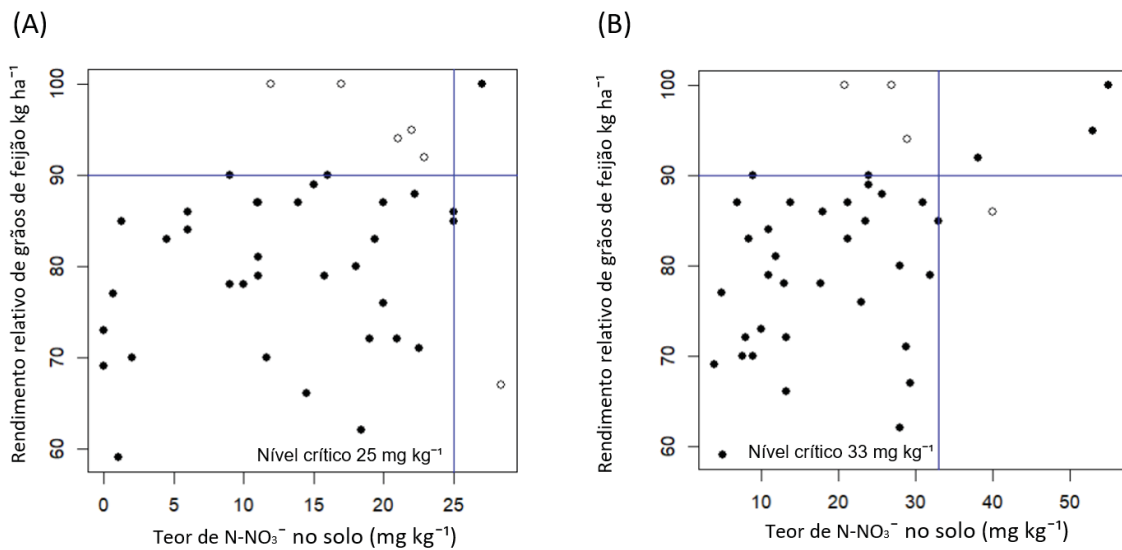 (A)
Rendimento relativo de grãos de feijão kg ha⁻¹
100
90
80
70
60
Nível crítico 25 mg kg⁻¹
0 5 10 15 20 25
Teor de N-NO₃⁻ no solo (mg kg⁻¹)
(B)
Rendimento relativo de grãos de feijão kg ha⁻¹
100
90
80
70
60
Nível crítico 33 mg kg⁻¹
10 20 30 40 50
Teor de N-NO₃⁻ no solo (mg kg⁻¹)